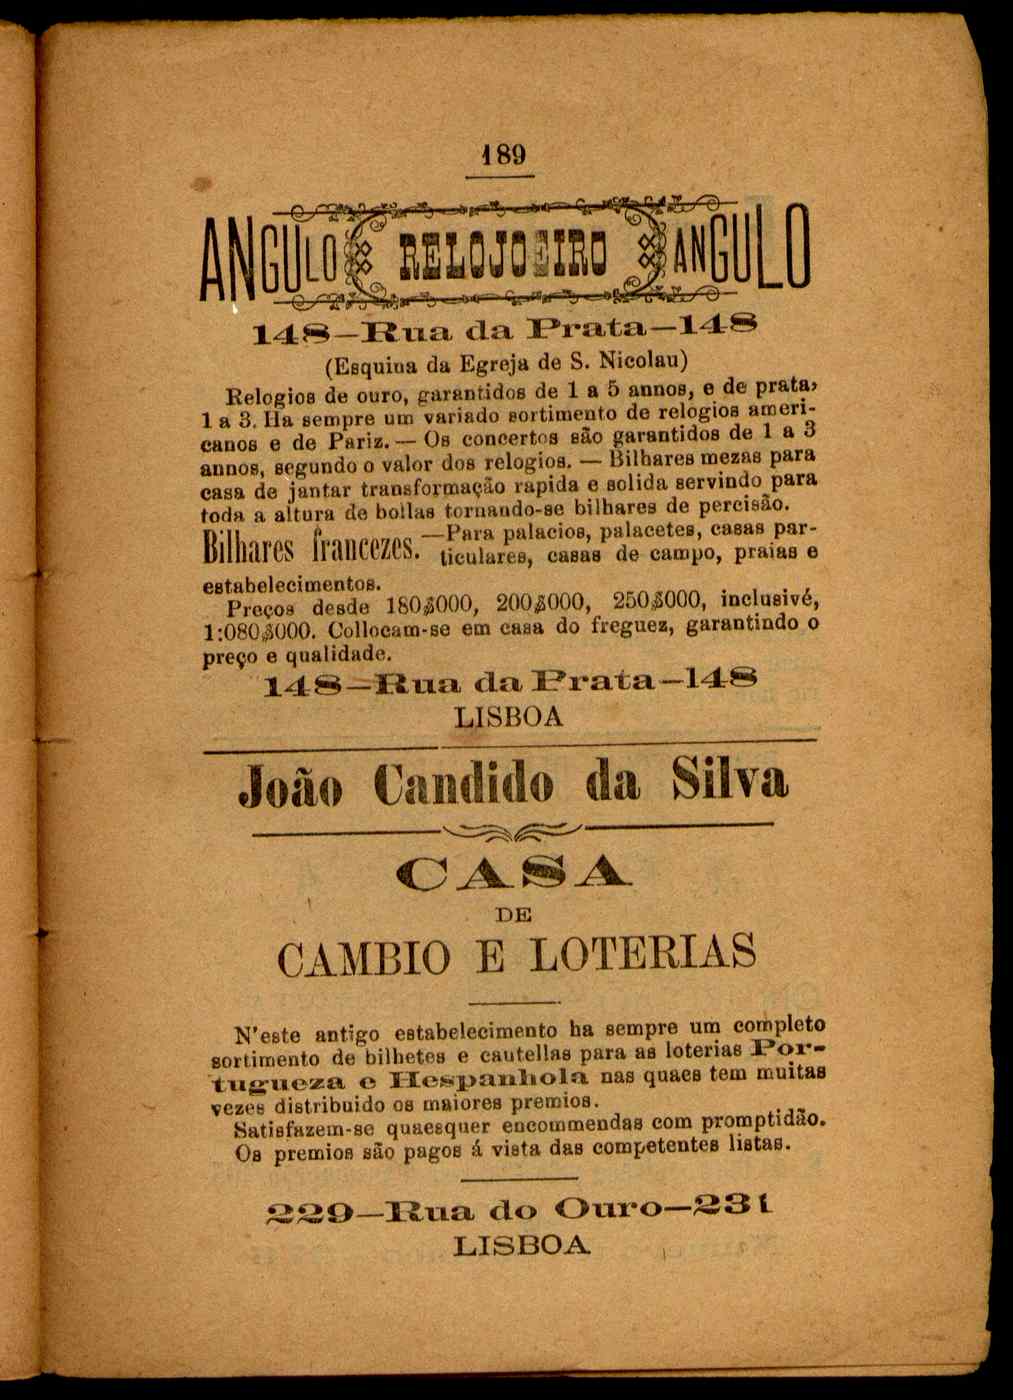 189
ANGULO RELOJOEIRO ANGULO
148—Rua da Prata—148
(Esquina da Egreja de S. Nicolau)
Relogios de ouro, garantidos de 1 a 5 annos, e de prata,
1 a 3. Ha sempre um variado sortimento de relogios ameri-
canos e de Pariz. — Os concertos são garantidos de 1 a 3
annos, segundo o valor dos relogios. — Bilhares mezas para
casa de jantar transformação rapida e solida servindo para
toda a altura de bollas tornando-se bilhares de percisão.
Bilhares francezes. —Para palacios, palacetes, casas par-
ticulares, casas de campo, praias e
estabelecimentos.
Preços desde 180$000, 200$000, 250$000, inclusivé,
1:080$000. Collocam-se em casa do freguez, garantindo o
preço e qualidade.
148—Rua da Prata—148
LISBOA
João Candido da Silva
CASA
DE
CAMBIO E LOTERIAS
N'este antigo estabelecimento ha sempre um completo
sortimento de bilhetes e cautellas para as loterias Por-
tugueza e Hespanhola nas quaes tem muitas
vezes distribuido os maiores premios.
Satisfazem-se quaesquer encommendas com promptidão.
Os premios são pagos á vista das competentes listas.
229—Rua do Ouro—231
LISBOA